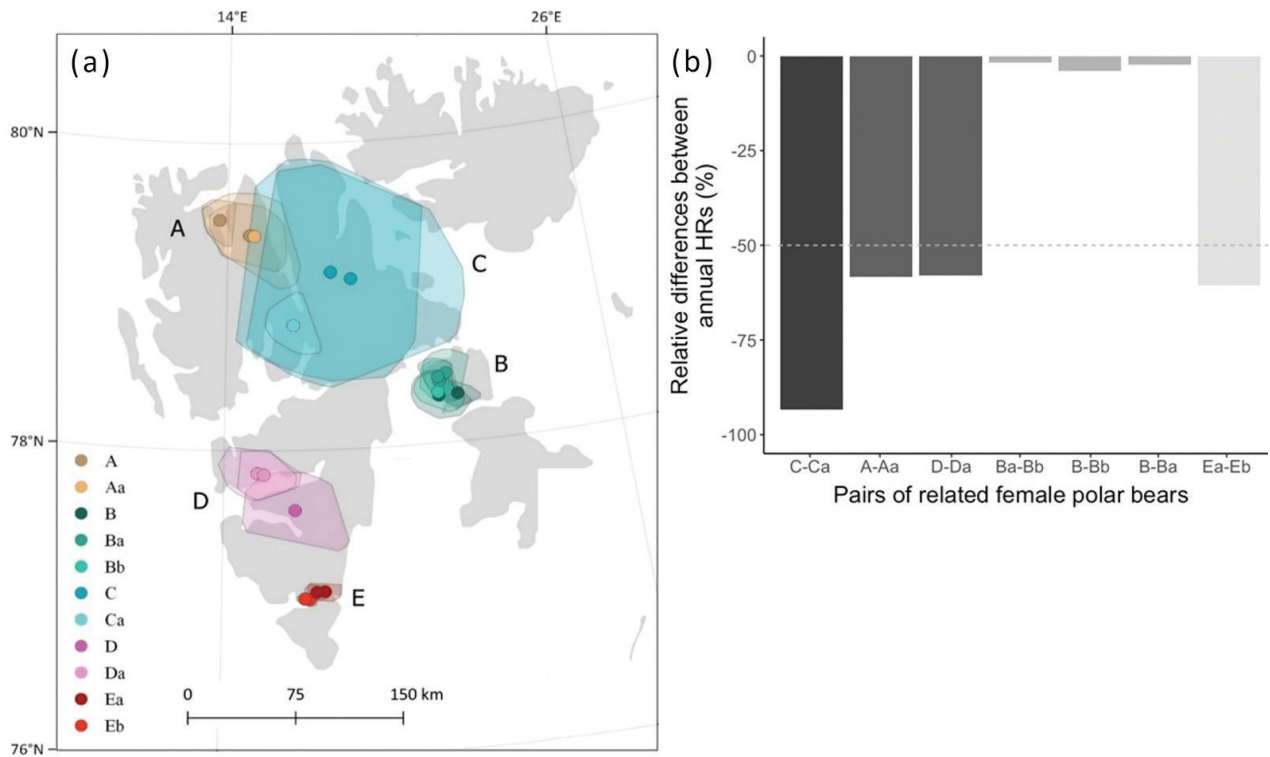 14°E 26°E
(a)
80°N
A
C
B
78°N
D
E
A
Aa
B
Ba
Bb
C
Ca
D
Da
Ea
Eb
0 75 150 km
76°N
(b)
Relative differences between
annual HRs (%)
0
-25
-50
-75
-100
C-Ca A-Aa D-Da Ba-Bb B-Bb B-Ba Ea-Eb
Pairs of related female polar bears